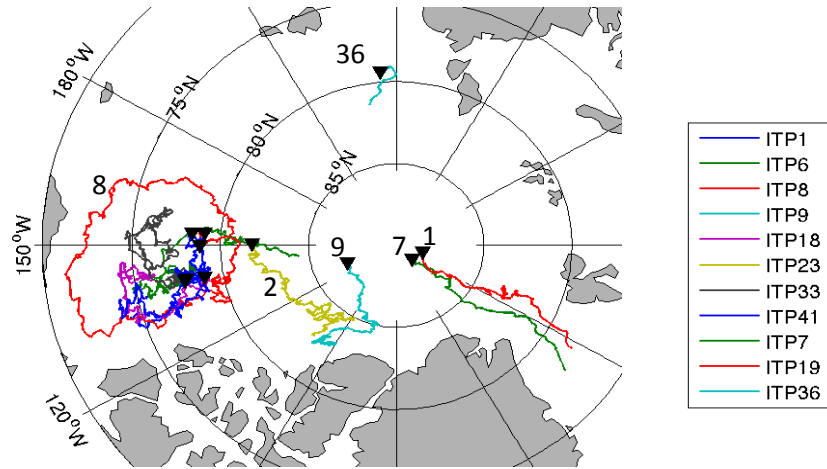 36
180°W
75°N
80°N
85°N
8
150°W
9
7
1
2
120°W
ITP1
ITP6
ITP8
ITP9
ITP18
ITP23
ITP33
ITP41
ITP7
ITP19
ITP36